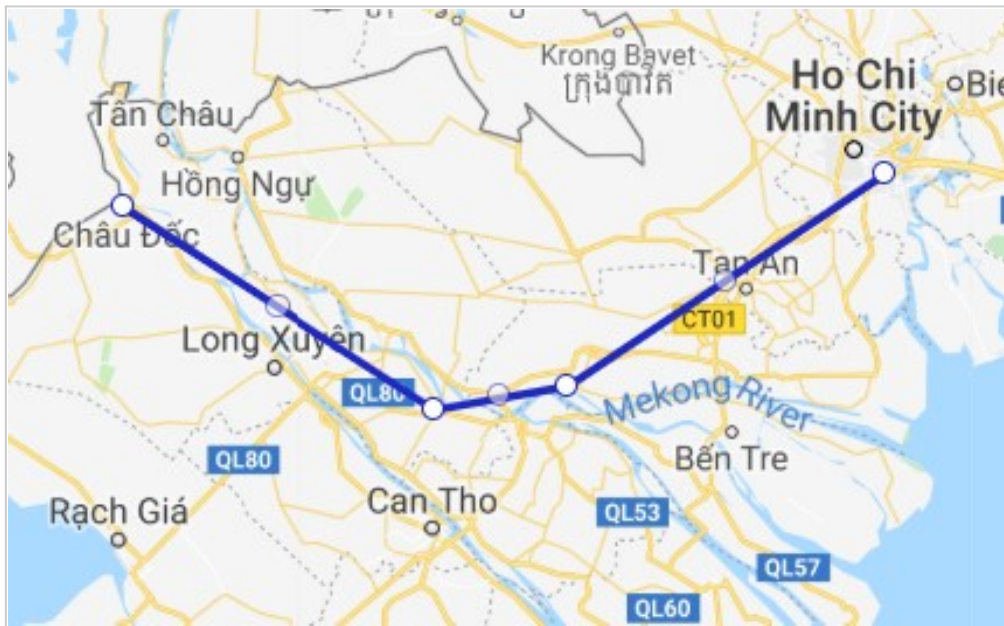 Krong Bavet
ក្រុងបាវិត
Ho Chi
Minh City
Bie
Tân Châu
Hồng Ngự
Châu Đốc
Tan An
CT01
Long Xuyên
QL80
Mekong River
QL80
Bến Tre
Rạch Giá
Can Tho
QL53
QL57
QL60